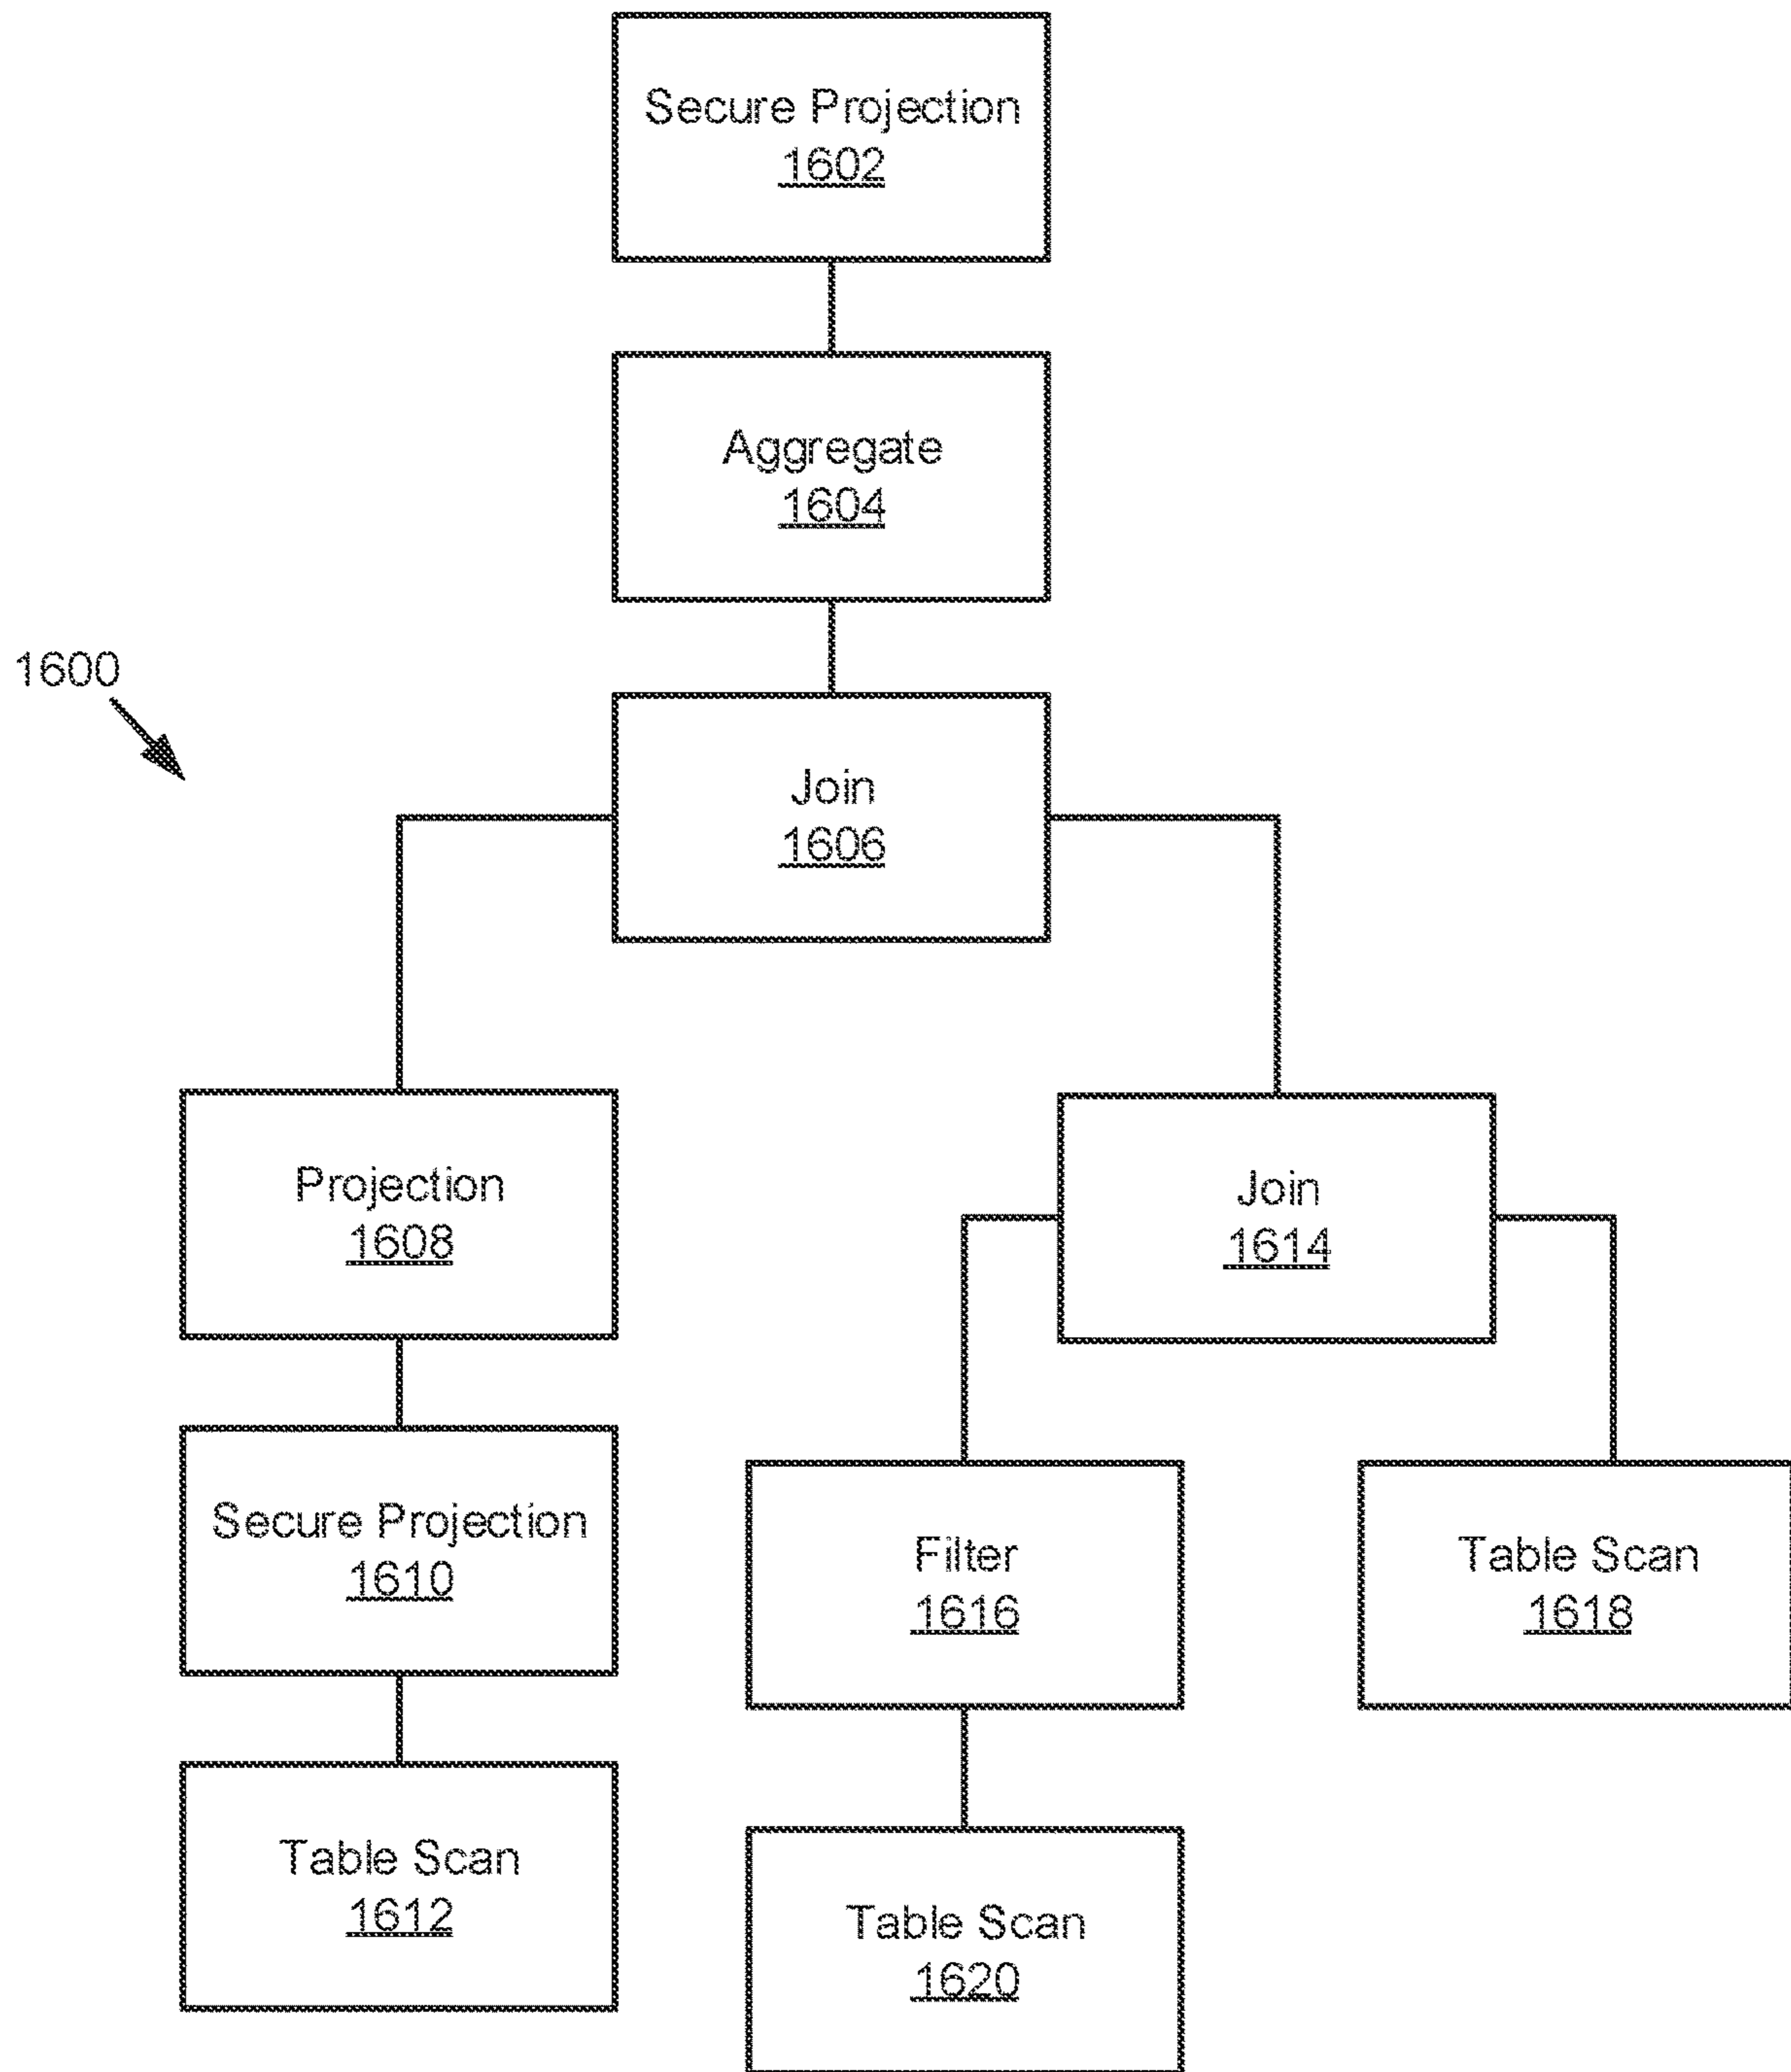 Secure Projection
1602
Aggregate
1604
1600
Join
1606
Projection
1608
Join
1614
Secure Projection
1610
Filter
1616
Table Scan
1618
Table Scan
1612
Table Scan
1620